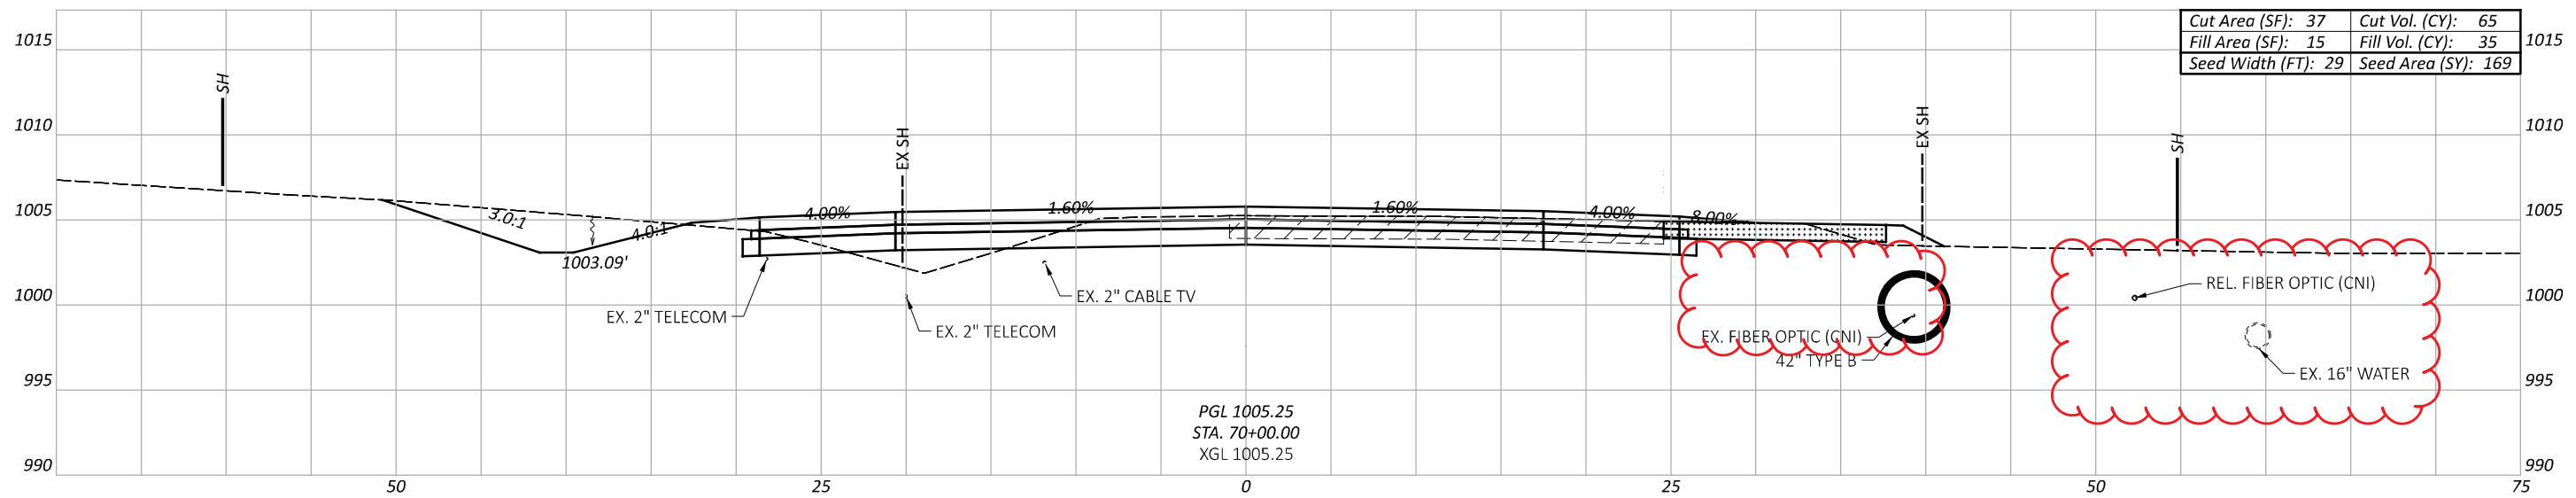 Cut Area (SF): 37 Cut Vol. (CY): 65
1015 Fill Area (SF): 15 Fill Vol. (CY): 35 1015
Seed Width (FT): 29 Seed Area (SY): 169
SH
1010 EX SH EX SH SH 1010
1005 3.0:1 4.0:1 4.00% 1.60% 1.60% 4.00% 8.00% 1005
1003.09'
REL. FIBER OPTIC (CNI)
1000 EX. 2" CABLE TV 1000
EX. 2" TELECOM
EX. 2" TELECOM EX. FIBER OPTIC (CNI)
42" TYPE B
995 EX. 16" WATER 995
PGL 1005.25
STA. 70+00.00
XGL 1005.25
990 990
50 25 0 25 50 75